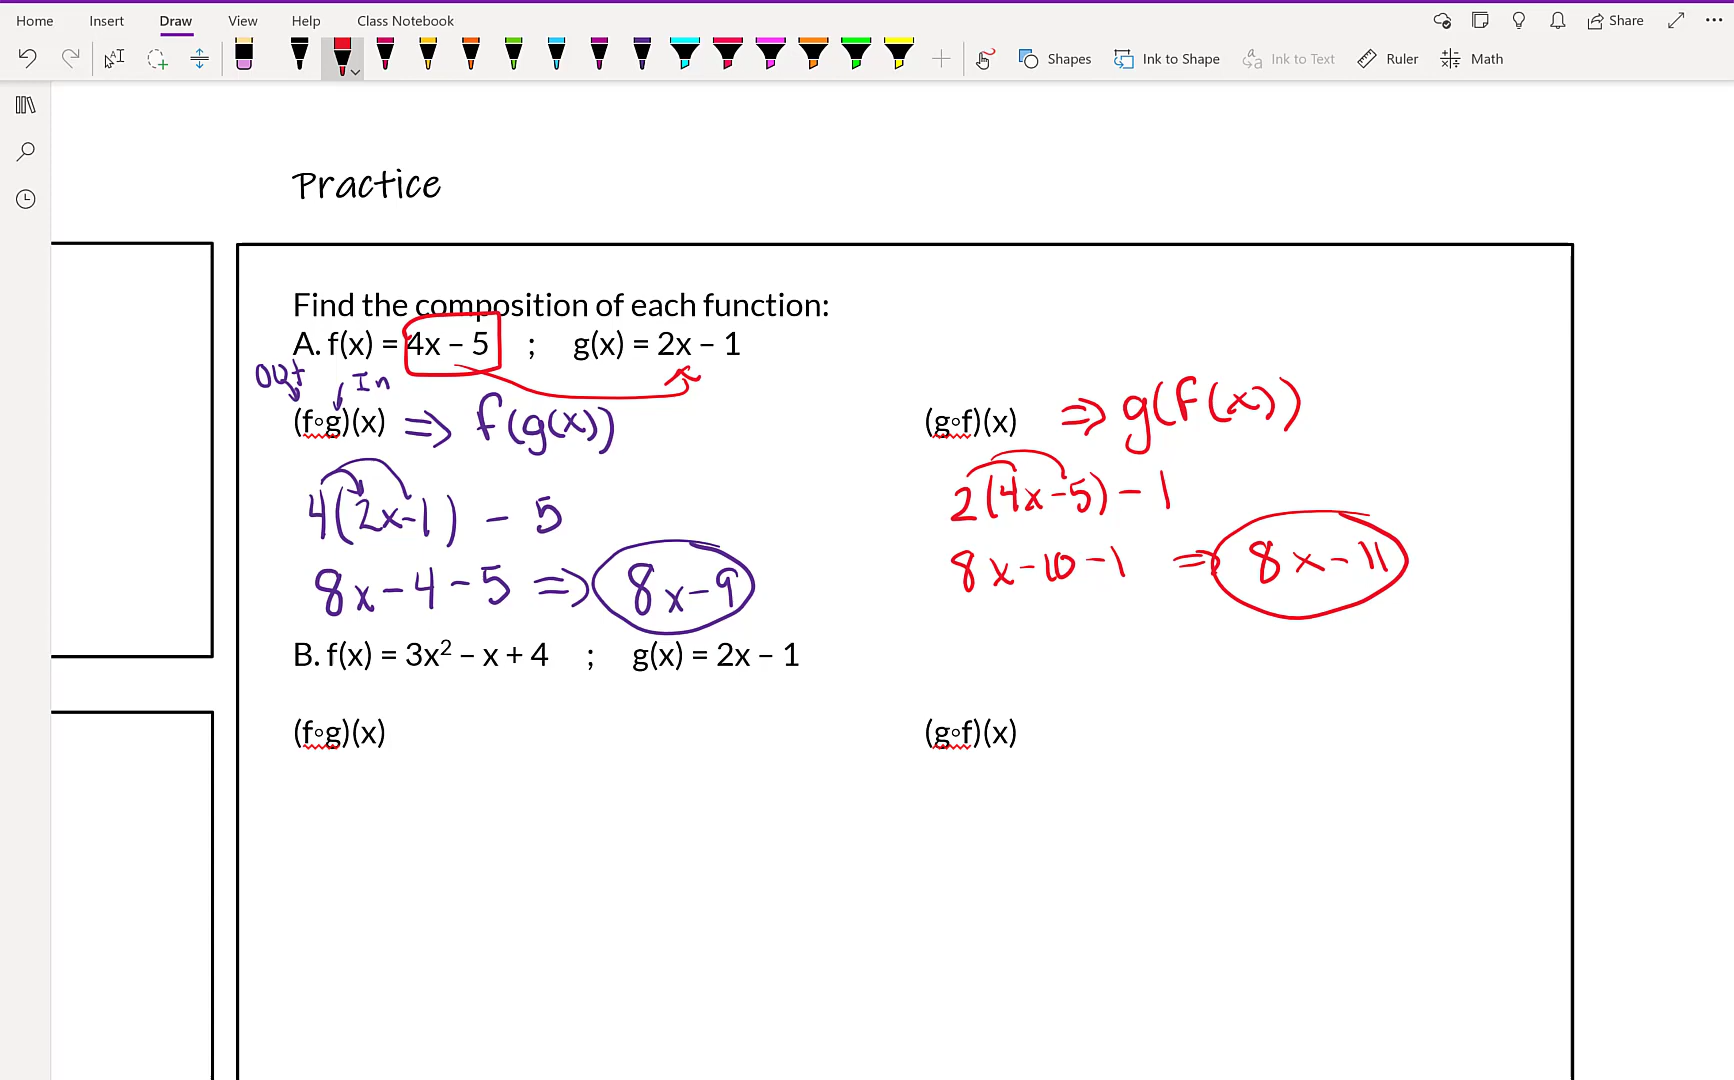 Home Insert Draw View Help Class Notebook Share
Shapes Ink to Shape Ink to Text Ruler Math
Practice
Find the composition of each function:
A. f(x) = 4x – 5 ; g(x) = 2x – 1
Out In
(f∘g)(x) ⇒ f(g(x))
4(2x-1) - 5
8x - 4 - 5 ⇒ 8x - 9
(g∘f)(x) ⇒ g(f(x))
2(4x-5) - 1
8x - 10 - 1 ⇒ 8x - 11
B. f(x) = 3x² – x + 4 ; g(x) = 2x – 1
(f∘g)(x)
(g∘f)(x)